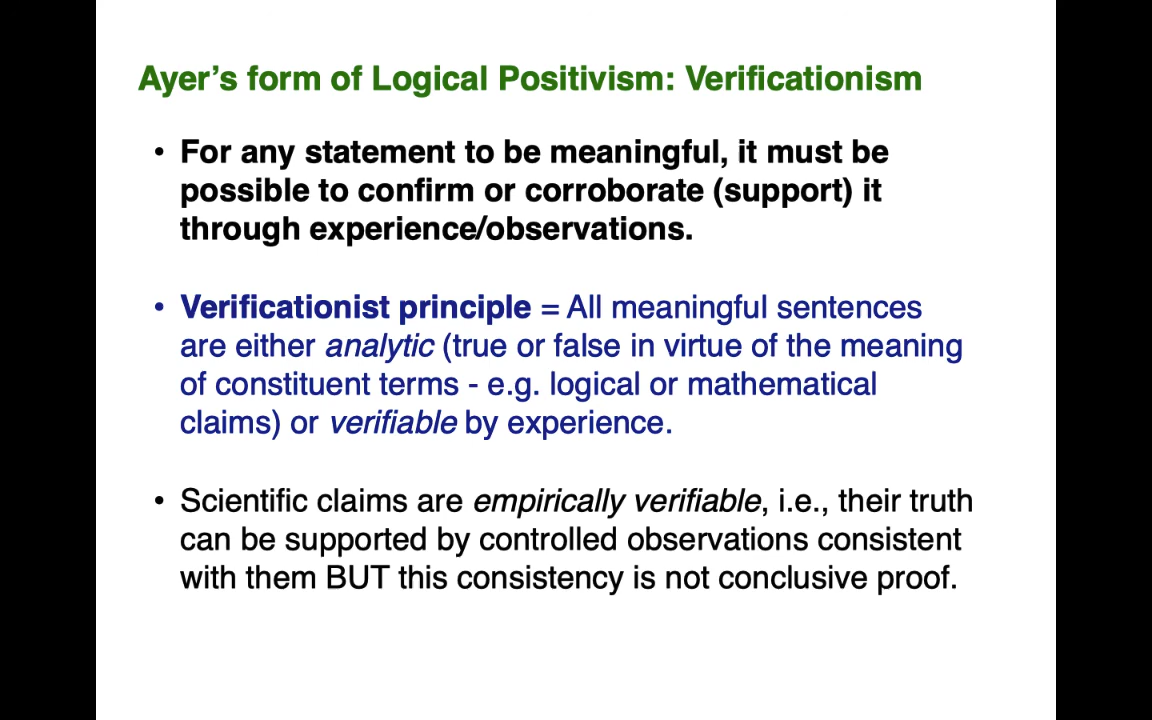 Ayer’s form of Logical Positivism: Verificationism
• For any statement to be meaningful, it must be
possible to confirm or corroborate (support) it
through experience/observations.
• Verificationist principle = All meaningful sentences
are either analytic (true or false in virtue of the meaning
of constituent terms - e.g. logical or mathematical
claims) or verifiable by experience.
• Scientific claims are empirically verifiable, i.e., their truth
can be supported by controlled observations consistent
with them BUT this consistency is not conclusive proof.